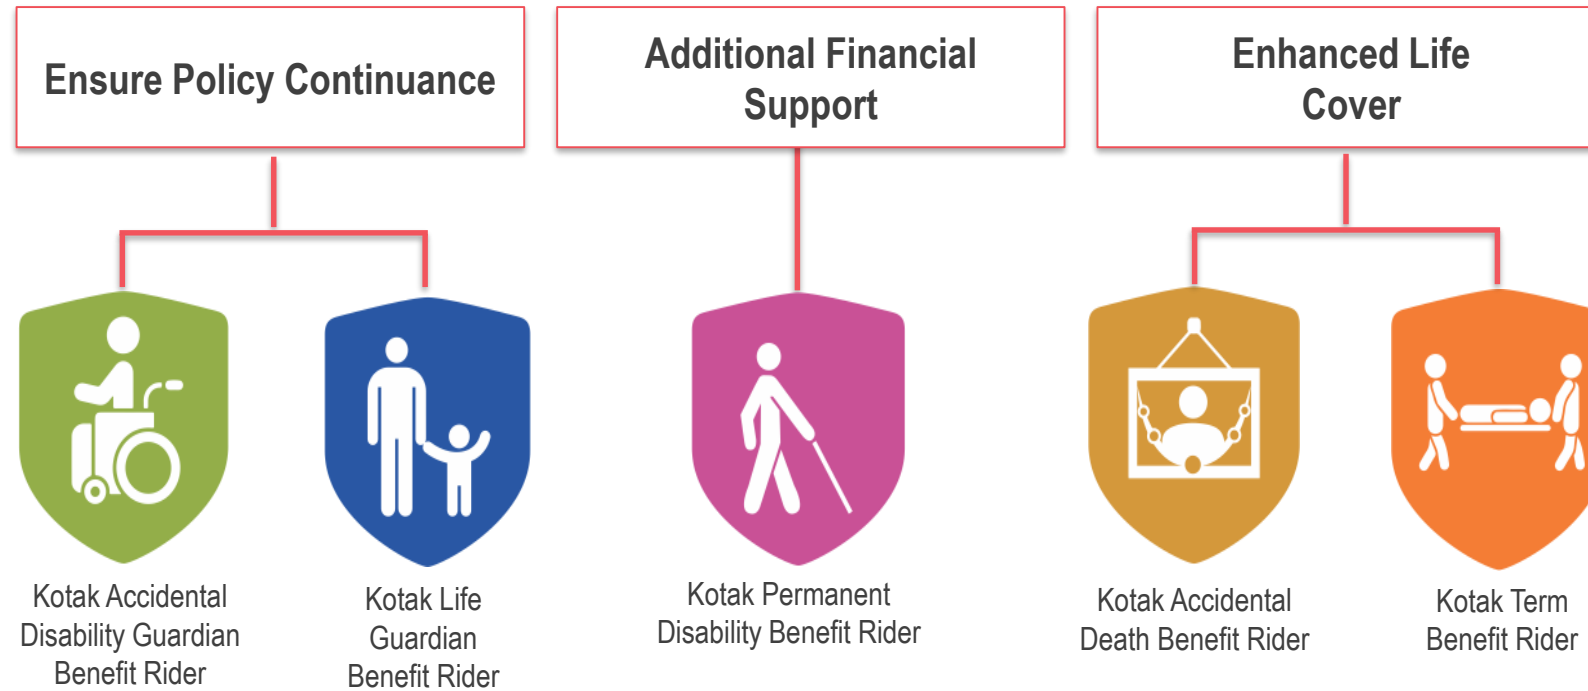 Ensure Policy Continuance
Additional Financial
Support
Enhanced Life
Cover
Kotak Accidental
Disability Guardian
Benefit Rider
Kotak Life
Guardian
Benefit Rider
Kotak Permanent
Disability Benefit Rider
Kotak Accidental
Death Benefit Rider
Kotak Term
Benefit Rider